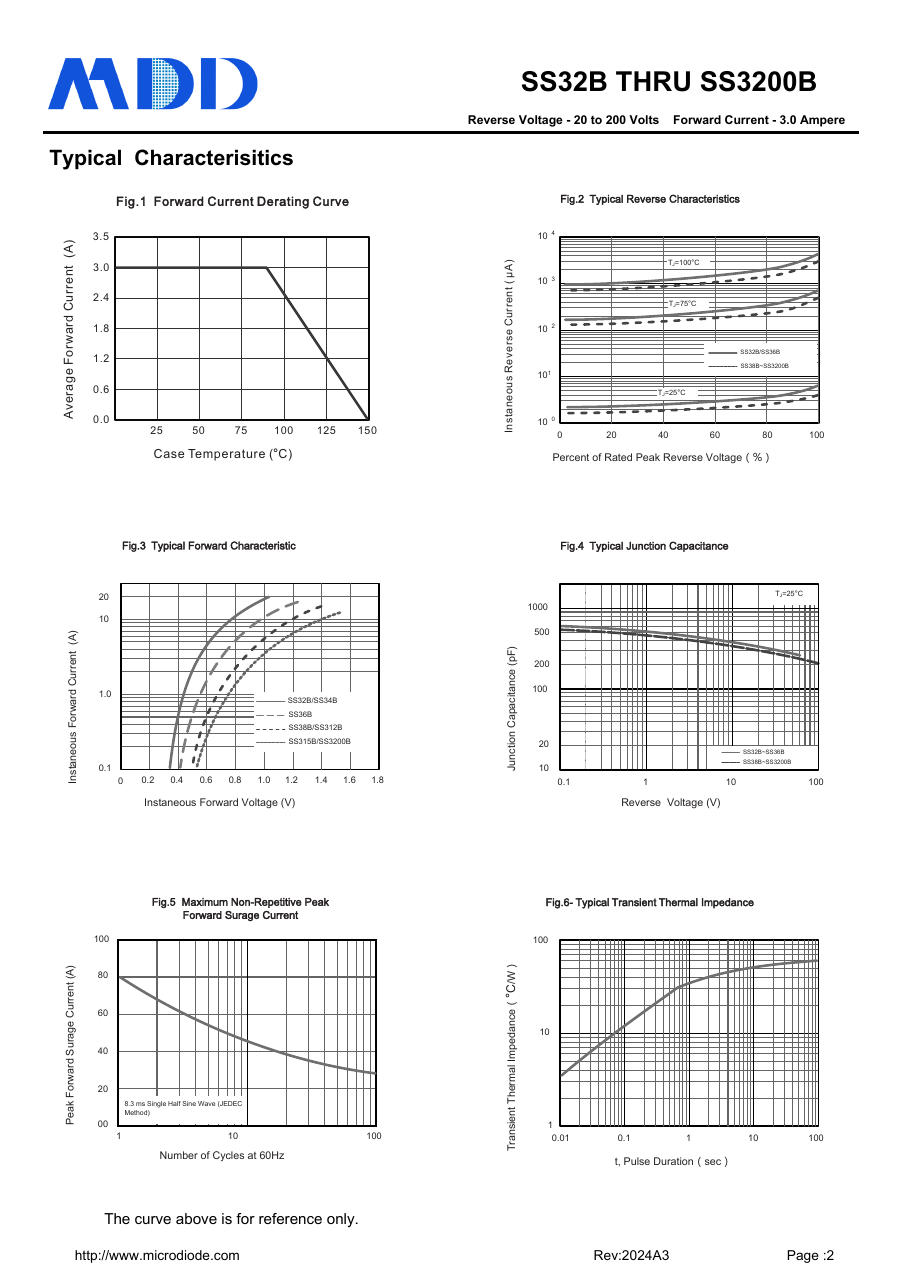 MDD
SS32B THRU SS3200B
Reverse Voltage - 20 to 200 Volts Forward Current - 3.0 Ampere
Typical Characterisitics
Fig.1 Forward Current Derating Curve
Average Forward Current (A)
3.5
3.0
2.4
1.8
1.2
0.6
0.0
25 50 75 100 125 150
Case Temperature (°C)
Fig.2 Typical Reverse Characteristics
Instaneous Reverse Current ( μA)
10 4
10 3
10 2
10 1
10 0
TJ=100°C
TJ=75°C
SS32B/SS36B
SS38B~SS3200B
TJ=25°C
0 20 40 60 80 100
Percent of Rated Peak Reverse Voltage ( % )
Fig.3 Typical Forward Characteristic
Instaneous Forward Current (A)
20
10
1.0
0.1
SS32B/SS34B
SS36B
SS38B/SS312B
SS315B/SS3200B
0 0.2 0.4 0.6 0.8 1.0 1.2 1.4 1.6 1.8
Instaneous Forward Voltage (V)
Fig.4 Typical Junction Capacitance
Junction Capacitance (pF)
TJ=25°C
1000
500
200
100
20
10
SS32B~SS36B
SS38B~SS3200B
0.1 1 10 100
Reverse Voltage (V)
Fig.5 Maximum Non-Repetitive Peak
Forward Surage Current
Peak Forward Surage Current (A)
100
80
60
40
20
00
8.3 ms Single Half Sine Wave (JEDEC
Method)
1 10 100
Number of Cycles at 60Hz
Fig.6- Typical Transient Thermal Impedance
Transient Thermal Impedance ( °C/W )
100
10
1
0.01 0.1 1 10 100
t, Pulse Duration ( sec )
The curve above is for reference only.
http://www.microdiode.com Rev:2024A3 Page :2